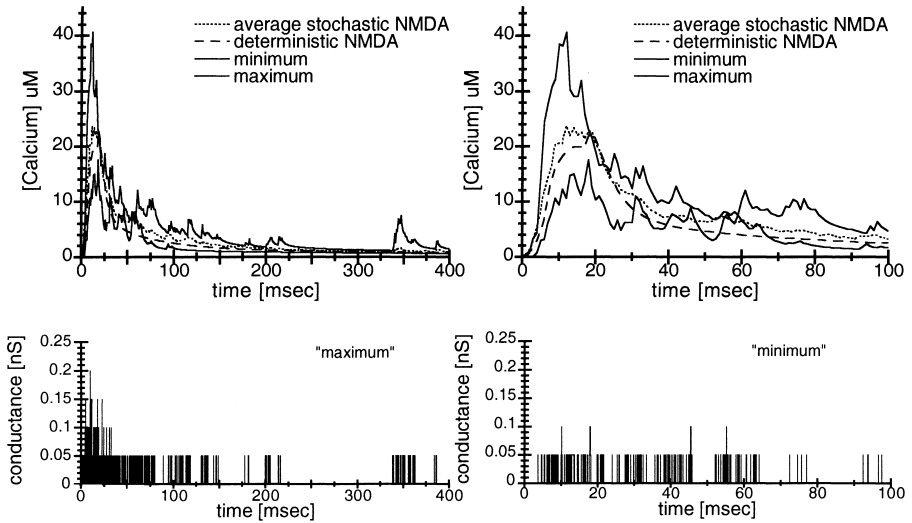 average stochastic NMDA
deterministic NMDA
minimum
maximum
[Calcium] uM
40
30
20
10
0
0
100
200
300
400
time [msec]
average stochastic NMDA
deterministic NMDA
minimum
maximum
[Calcium] uM
40
30
20
10
0
0
20
40
60
80
100
time [msec]
"maximum"
conductance [nS]
0.25
0.2
0.15
0.1
0.05
0
0
100
200
300
400
time [msec]
"minimum"
conductance [nS]
0.25
0.2
0.15
0.1
0.05
0
0
20
40
60
80
100
time [msec]